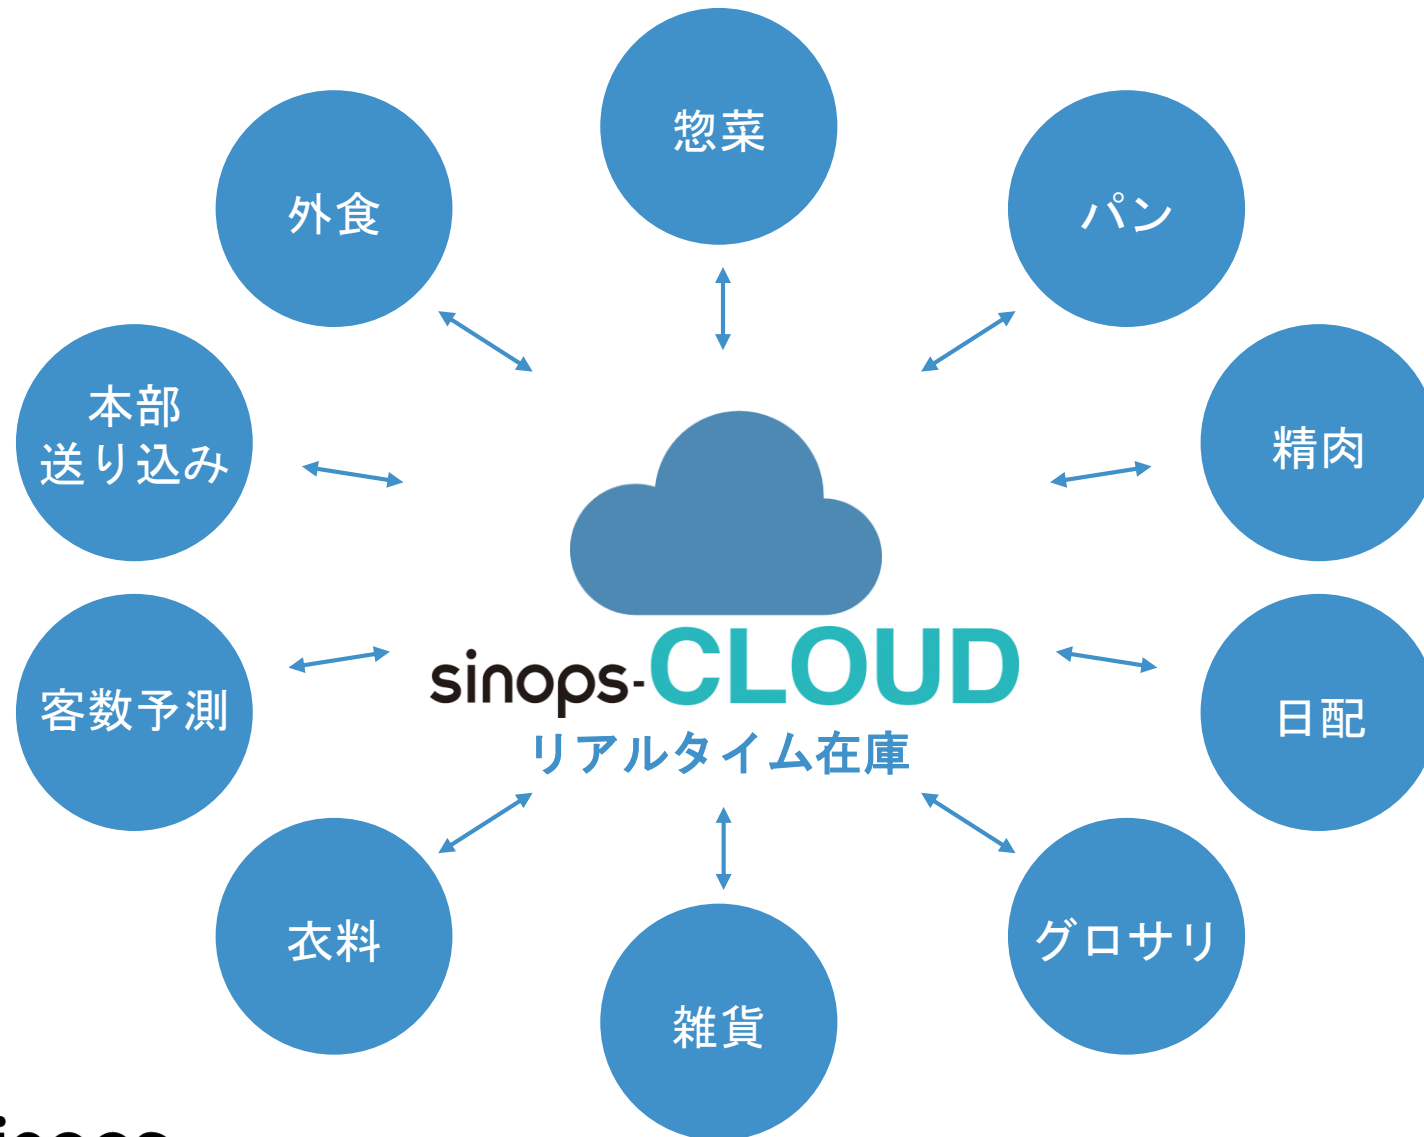 惣菜
外食
パン
本部
送り込み
精肉
sinops-CLOUD
リアルタイム在庫
客数予測
日配
衣料
グロサリ
雑貨